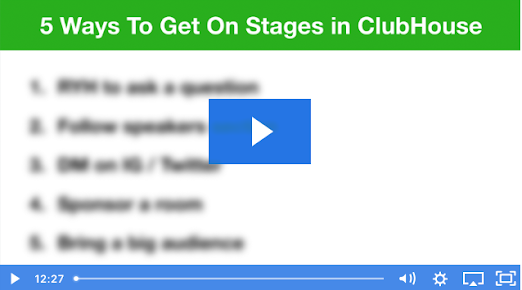 5 Ways To Get On Stages in ClubHouse
1. RYH to ask a question
2. Follow speakers
3. DM on IG / Twitter
4. Sponsor a room
5. Bring a big audience
12:27